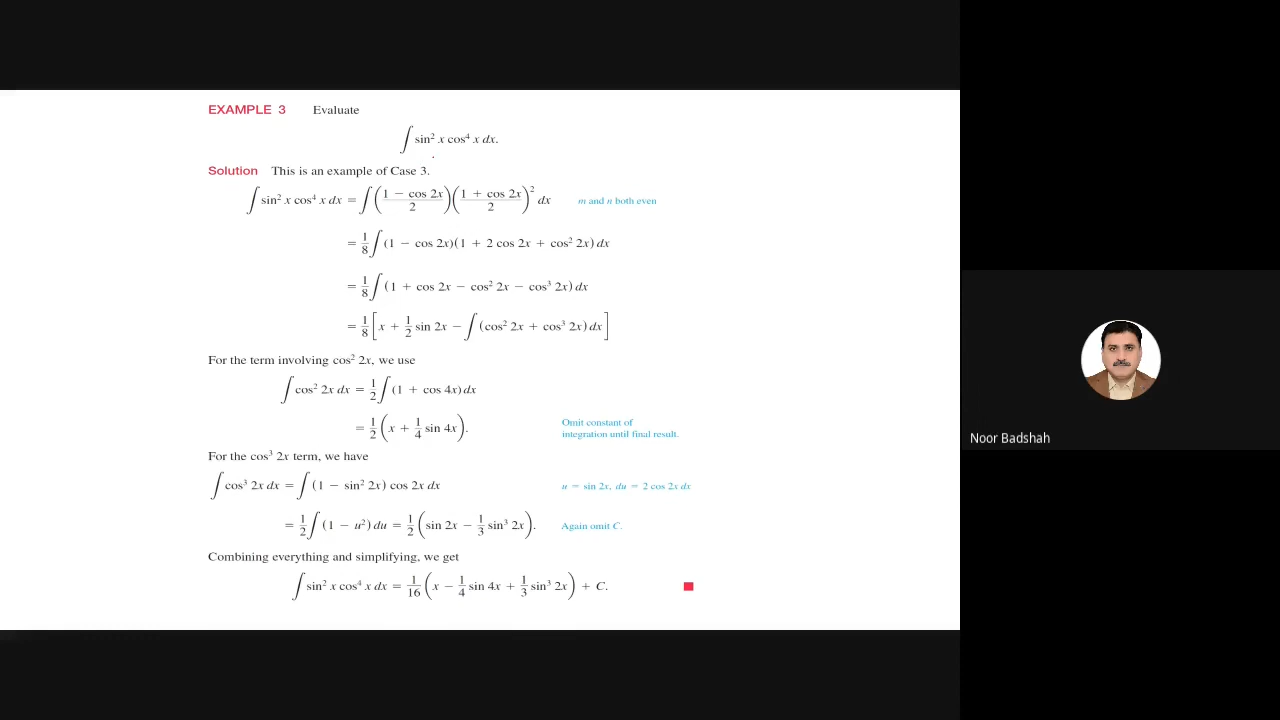 EXAMPLE 3 Evaluate
∫ sin² x cos⁴ x dx.
Solution This is an example of Case 3.
∫ sin² x cos⁴ x dx = ∫ ((1 − cos 2x)/2) ((1 + cos 2x)/2)² dx m and n both even
= 1/8 ∫ (1 − cos 2x)(1 + 2 cos 2x + cos² 2x) dx
= 1/8 ∫ (1 + cos 2x − cos² 2x − cos³ 2x) dx
= 1/8 [x + 1/2 sin 2x − ∫ (cos² 2x + cos³ 2x) dx]
For the term involving cos² 2x, we use
∫ cos² 2x dx = 1/2 ∫ (1 + cos 4x) dx
= 1/2 (x + 1/4 sin 4x). Omit constant of
integration until final result.
For the cos³ 2x term, we have
∫ cos³ 2x dx = ∫ (1 − sin² 2x) cos 2x dx u = sin 2x, du = 2 cos 2x dx
= 1/2 ∫ (1 − u²) du = 1/2 (sin 2x − 1/3 sin³ 2x). Again omit C.
Combining everything and simplifying, we get
∫ sin² x cos⁴ x dx = 1/16 (x − 1/4 sin 4x + 1/3 sin³ 2x) + C.
Noor Badshah